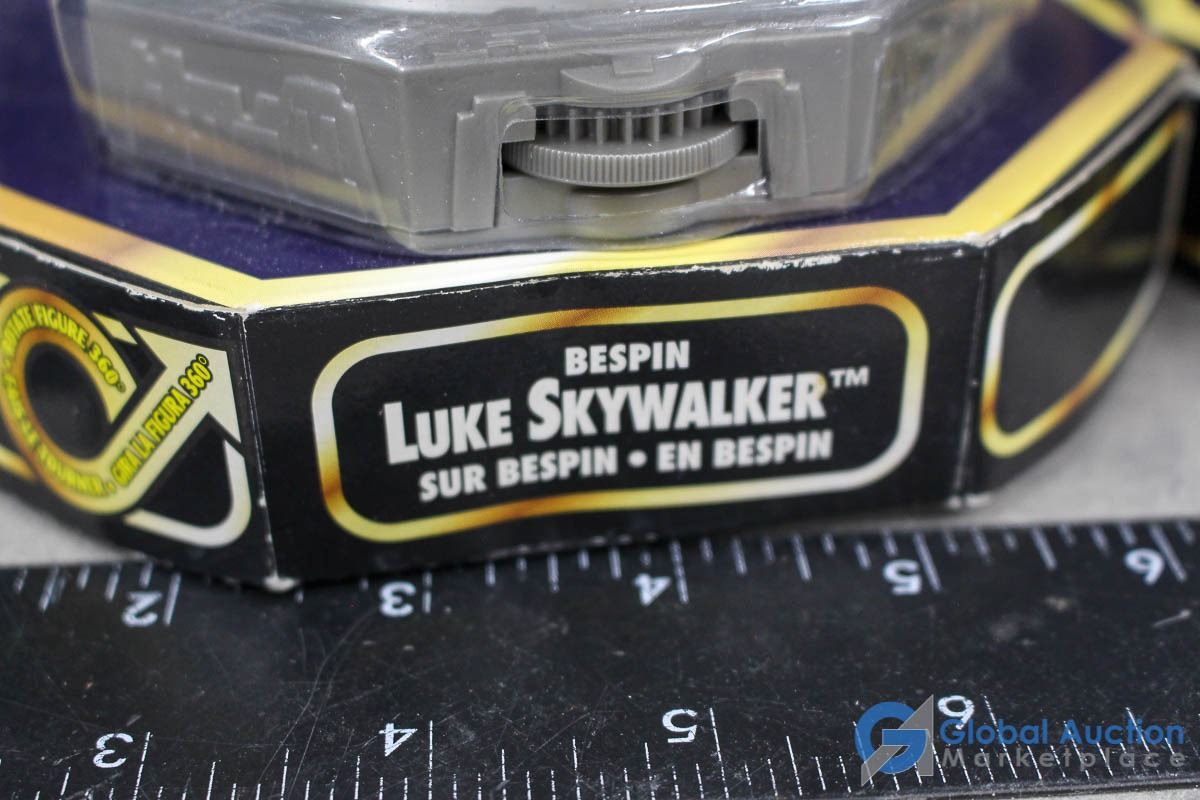 ROTATE FIGURE 360°
TOURNER • GIRA LA FIGURA 360°
BESPIN
LUKE SKYWALKER™
SUR BESPIN • EN BESPIN
2 3 4 5 6
3 4 5 6
Global Auction
Marketplace